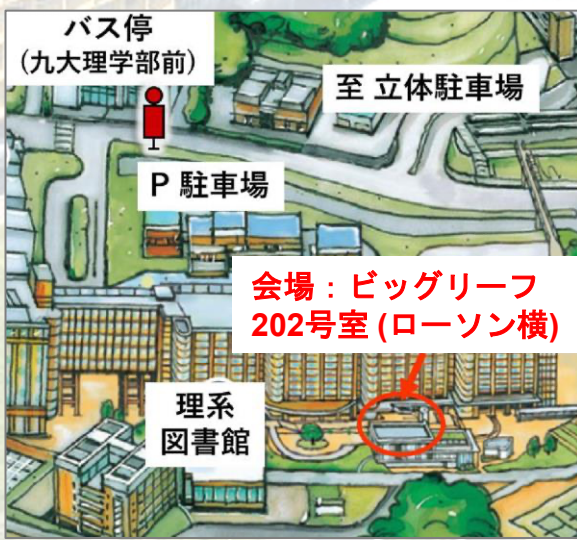 バス停
(九大理学部前)
至 立体駐車場
P 駐車場
会場:ビッグリーフ
202号室 (ローソン横)
理系
図書館